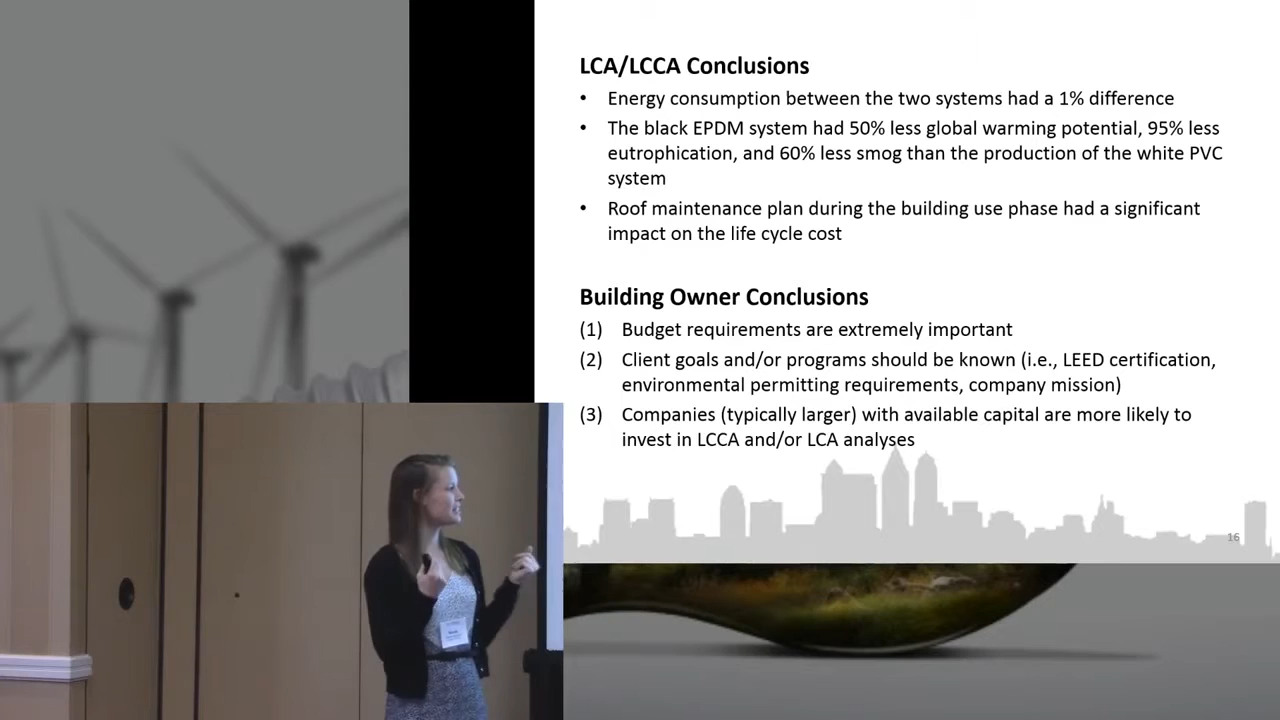 LCA/LCCA Conclusions
• Energy consumption between the two systems had a 1% difference
• The black EPDM system had 50% less global warming potential, 95% less
eutrophication, and 60% less smog than the production of the white PVC
system
• Roof maintenance plan during the building use phase had a significant
impact on the life cycle cost
Building Owner Conclusions
(1) Budget requirements are extremely important
(2) Client goals and/or programs should be known (i.e., LEED certification,
environmental permitting requirements, company mission)
(3) Companies (typically larger) with available capital are more likely to
invest in LCCA and/or LCA analyses
16